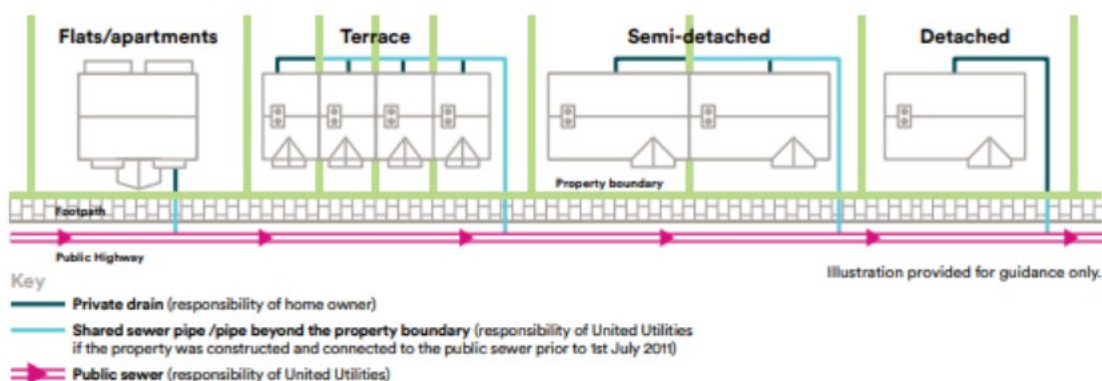 Flats/apartments
Terrace
Semi-detached
Detached
Property boundary
Footpath
Public Highway
Illustration provided for guidance only.
Key
Private drain (responsibility of home owner)
Shared sewer pipe /pipe beyond the property boundary (responsibility of United Utilities
if the property was constructed and connected to the public sewer prior to 1st July 2011)
Public sewer (responsibility of United Utilities)